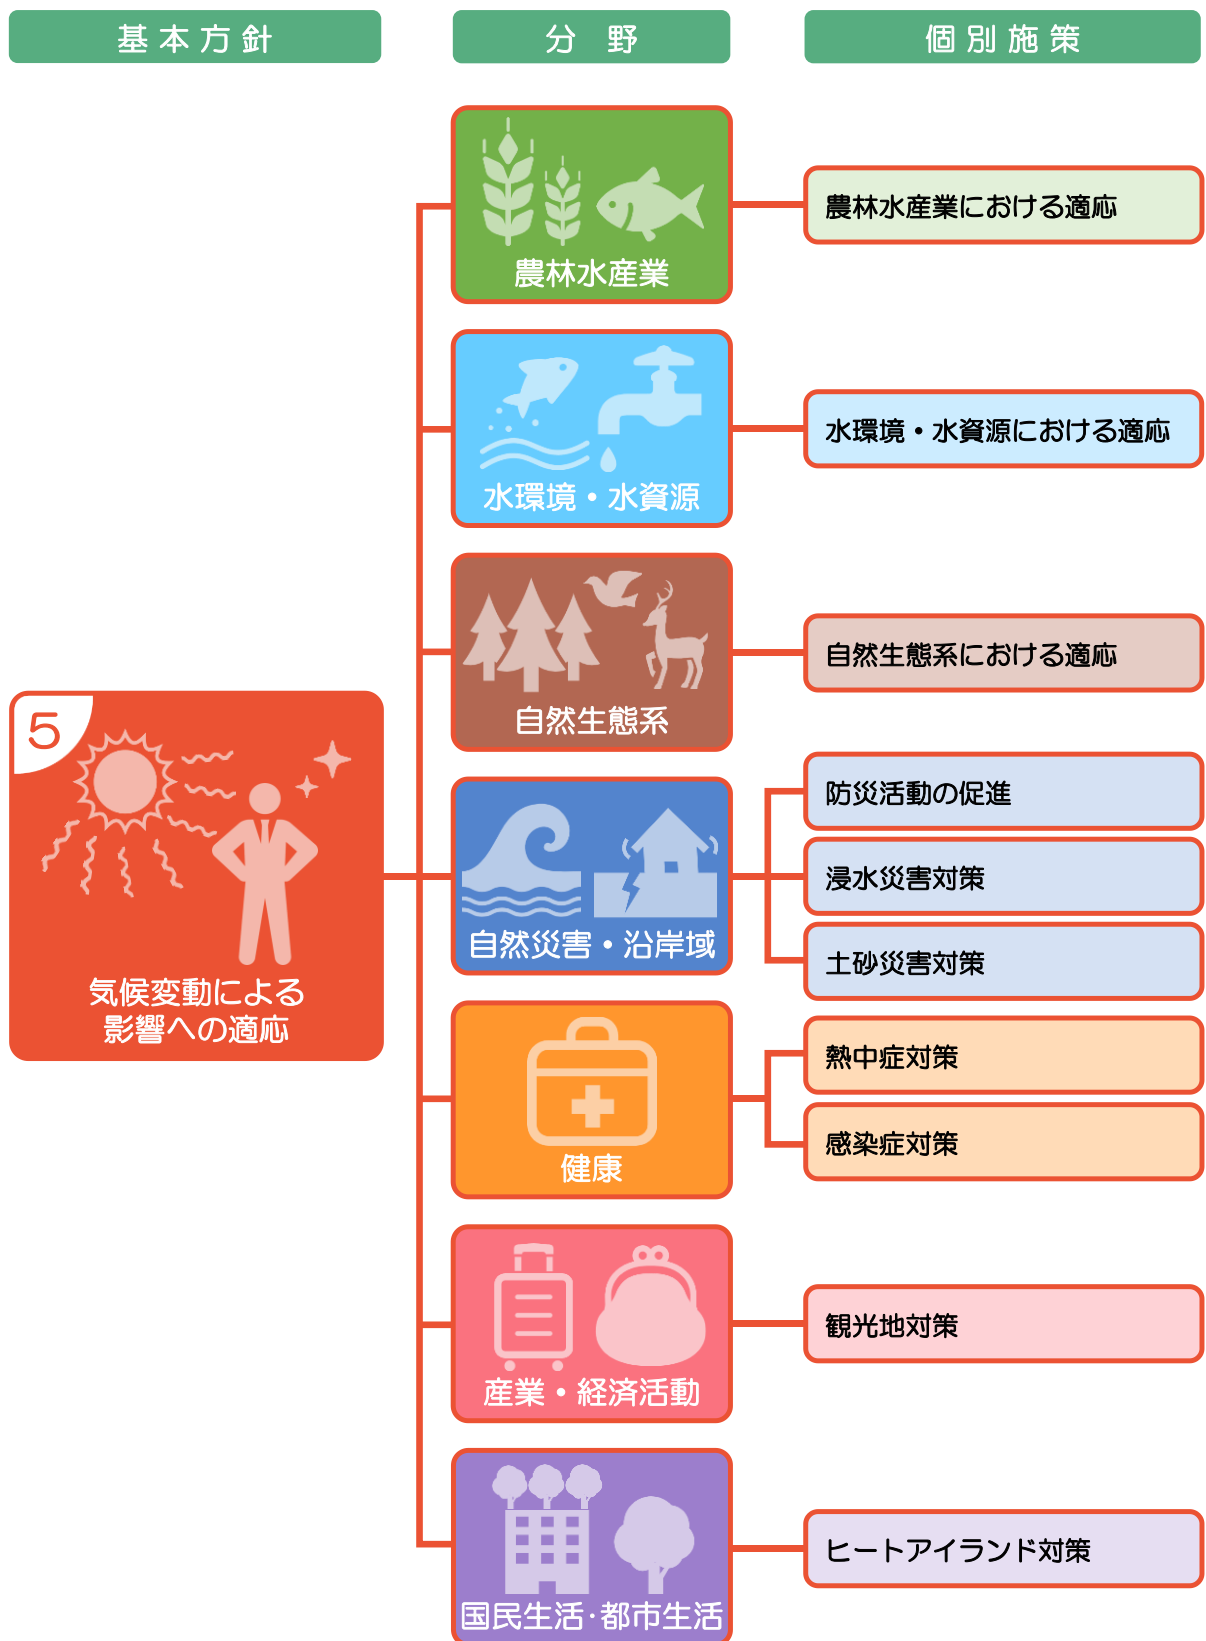 基本方針
分 野
個別施策
農林水産業
農林水産業における適応
水環境・水資源
水環境・水資源における適応
自然生態系
自然生態系における適応
5
気候変動による
影響への適応
自然災害・沿岸域
防災活動の促進
浸水災害対策
土砂災害対策
健康
熱中症対策
感染症対策
産業・経済活動
観光地対策
国民生活・都市生活
ヒートアイランド対策